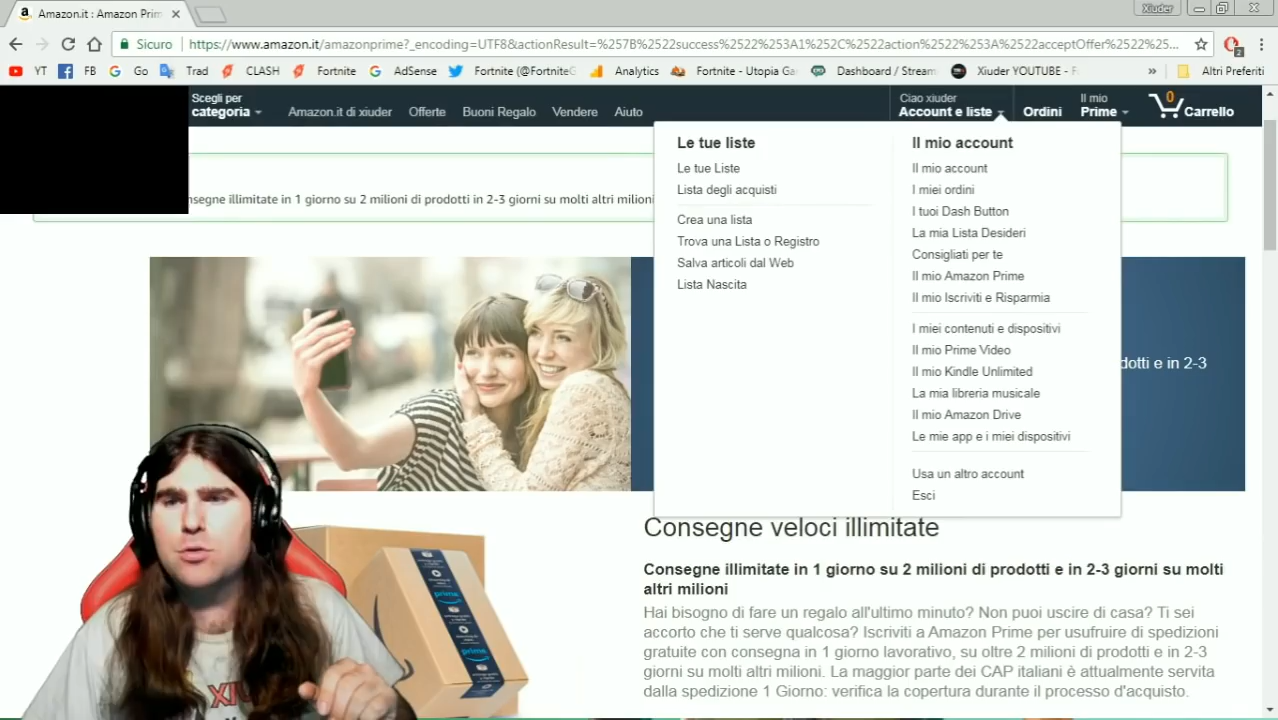 Amazon.it : Amazon Prim
Xiuder
Sicuro https://www.amazon.it/amazonprime?_encoding=UTF8&actionResult=%257B%2522success%2522%253A1%252C%2522action%2522%253A%2522acceptOffer%2522%25...
YT FB Go Trad CLASH Fortnite AdSense Fortnite (@FortniteG Analytics Fortnite - Utopia Ga Dashboard / Stream Xiuder YOUTUBE - F » Altri Preferiti
Scegli per
categoria
Amazon.it di xiuder Offerte Buoni Regalo Vendere Aiuto
Ciao xiuder
Account e liste
Ordini
Il mio
Prime
0
Carrello
nsegne illimitate in 1 giorno su 2 milioni di prodotti in 2-3 giorni su molti altri milioni
Le tue liste
Le tue Liste
Lista degli acquisti
Crea una lista
Trova una Lista o Registro
Salva articoli dal Web
Lista Nascita
Il mio account
Il mio account
I miei ordini
I tuoi Dash Button
La mia Lista Desideri
Consigliati per te
Il mio Amazon Prime
Il mio Iscriviti e Risparmia
I miei contenuti e dispositivi
Il mio Prime Video
Il mio Kindle Unlimited
La mia libreria musicale
Il mio Amazon Drive
Le mie app e i miei dispositivi
Usa un altro account
Esci
dotti e in 2-3
prime
prime
Consegne veloci illimitate
Consegne illimitate in 1 giorno su 2 milioni di prodotti e in 2-3 giorni su molti
altri milioni
Hai bisogno di fare un regalo all'ultimo minuto? Non puoi uscire di casa? Ti sei
accorto che ti serve qualcosa? Iscriviti a Amazon Prime per usufruire di spedizioni
gratuite con consegna in 1 giorno lavorativo, su oltre 2 milioni di prodotti e in 2-3
giorni su molti altri milioni. La maggior parte dei CAP italiani è attualmente servita
dalla spedizione 1 Giorno: verifica la copertura durante il processo d'acquisto.